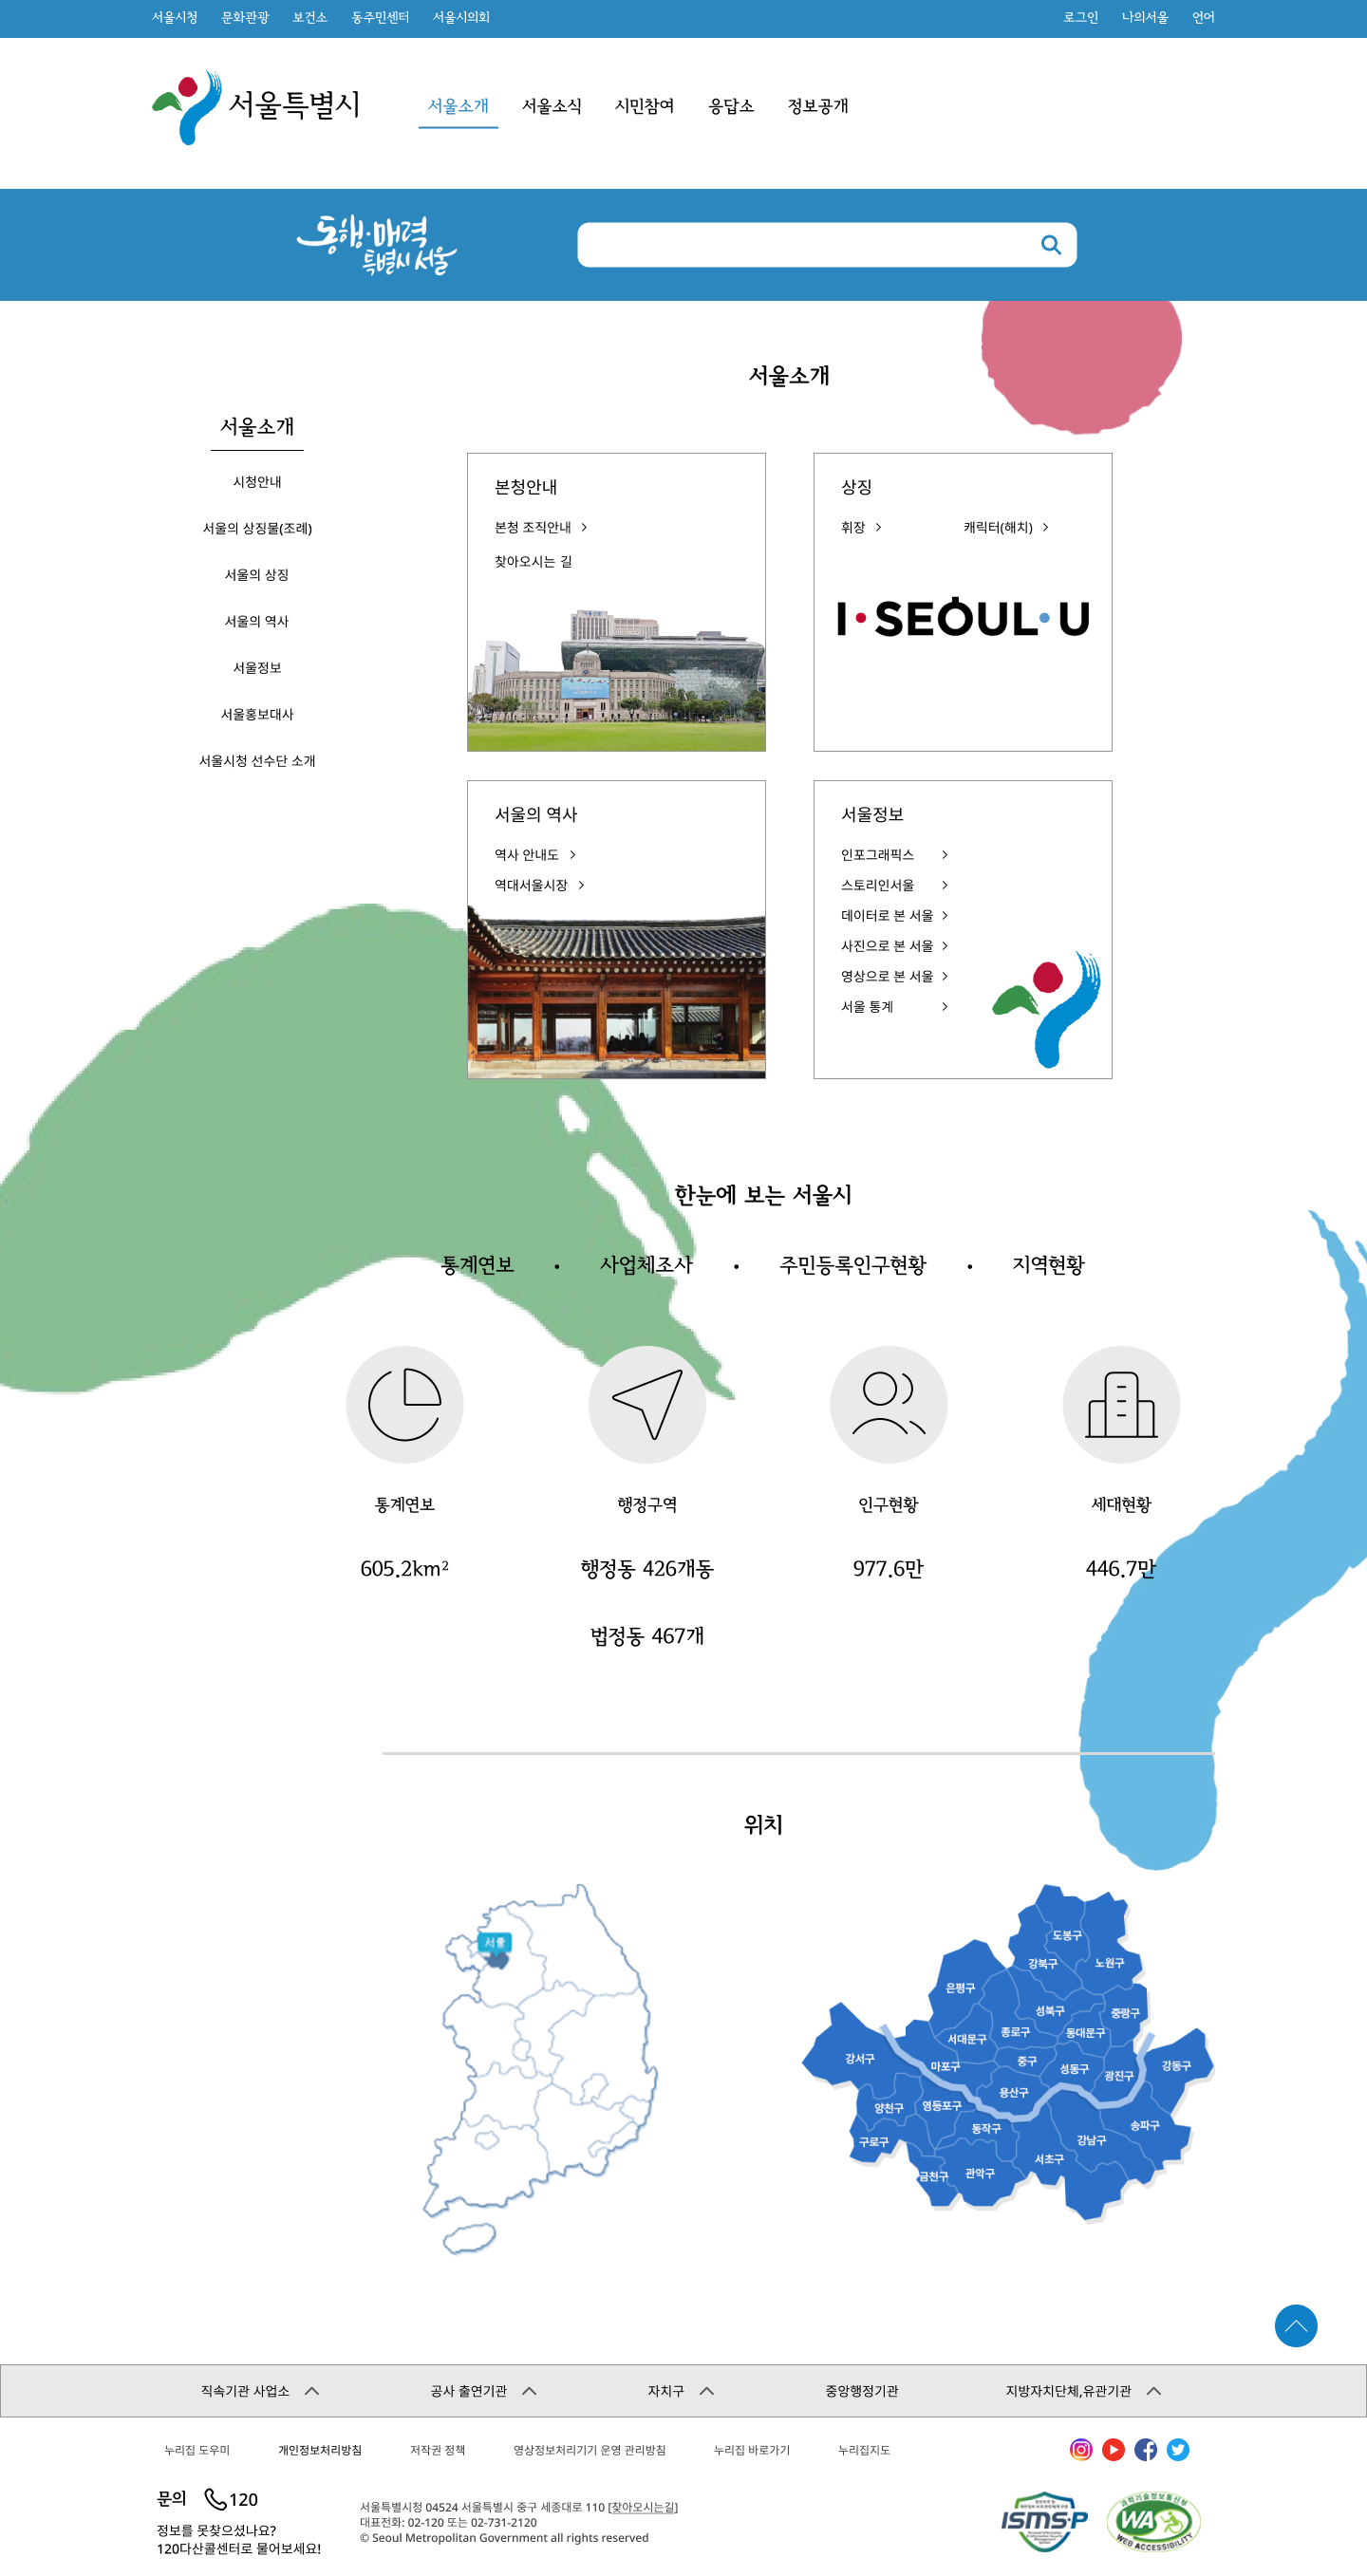 서울시청 문화관광 보건소 동주민센터 서울시의회 로그인 나의서울 언어
서울특별시 서울소개 서울소식 시민참여 응답소 정보공개
동행·매력
특별시 서울
서울소개
서울소개
시청안내
서울의 상징물(조례)
서울의 상징
서울의 역사
서울정보
서울홍보대사
서울시청 선수단 소개
본청안내
본청 조직안내
찾아오시는 길
상징
휘장 캐릭터(해치)
I·SEOUL·U
서울의 역사
역사 안내도
역대서울시장
서울정보
인포그래픽스
스토리인서울
데이터로 본 서울
사진으로 본 서울
영상으로 본 서울
서울 통계
한눈에 보는 서울시
통계연보 • 사업체조사 • 주민등록인구현황 • 지역현황
통계연보 행정구역 인구현황 세대현황
605.2km² 행정동 426개동 977.6만 446.7만
법정동 467개
위치
서울
도봉구
강북구 노원구
은평구
성북구 중랑구
서대문구 종로구 동대문구
강서구 마포구 중구 성동구 광진구 강동구
용산구
양천구 영등포구
동작구 송파구
구로구 강남구
서초구
금천구 관악구
직속기관 사업소 공사 출연기관 자치구 중앙행정기관 지방자치단체,유관기관
누리집 도우미 개인정보처리방침 저작권 정책 영상정보처리기기 운영 관리방침 누리집 바로가기 누리집지도
문의 120
정보를 못찾으셨나요?
120다산콜센터로 물어보세요!
서울특별시청 04524 서울특별시 중구 세종대로 110 [찾아오시는길]
대표전화: 02-120 또는 02-731-2120
© Seoul Metropolitan Government all rights reserved
ISMS-P
과학기술정보통신부
WA
WEB ACCESSIBILITY